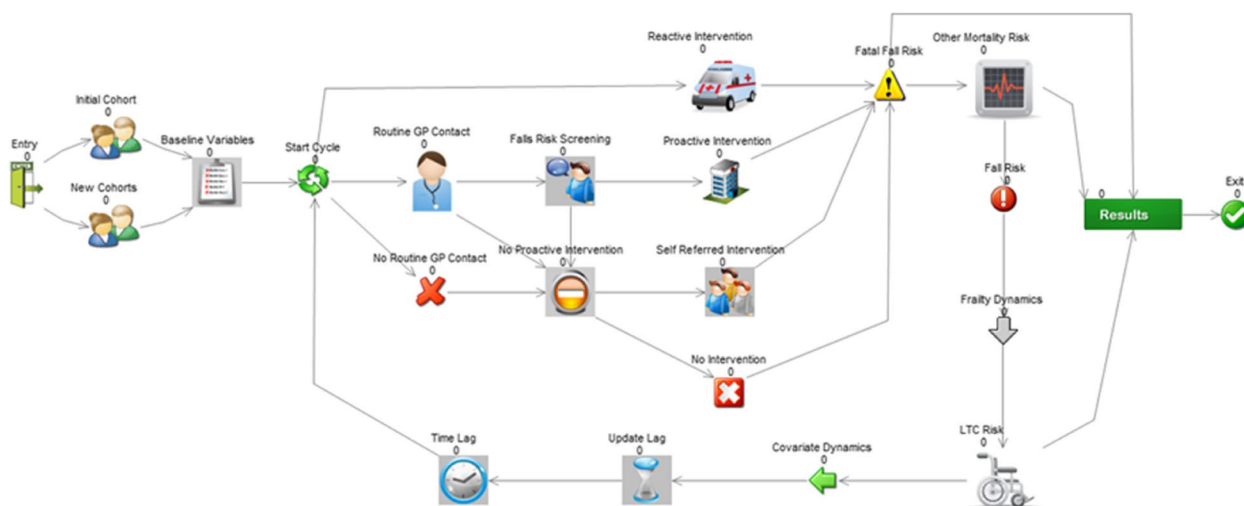 Entry
0
Initial Cohort
0
New Cohorts
0
Baseline Variables
0
Start Cycle
0
Reactive Intervention
0
Routine GP Contact
0
Falls Risk Screening
0
Proactive Intervention
0
No Routine GP Contact
0
No Proactive Intervention
0
Self Referred Intervention
0
No Intervention
0
Fatal Fall Risk
0
Other Mortality Risk
0
Fall Risk
0
Frailty Dynamics
0
LTC Risk
0
Covariate Dynamics
0
Update Lag
0
Time Lag
0
0
Results
Exit
0